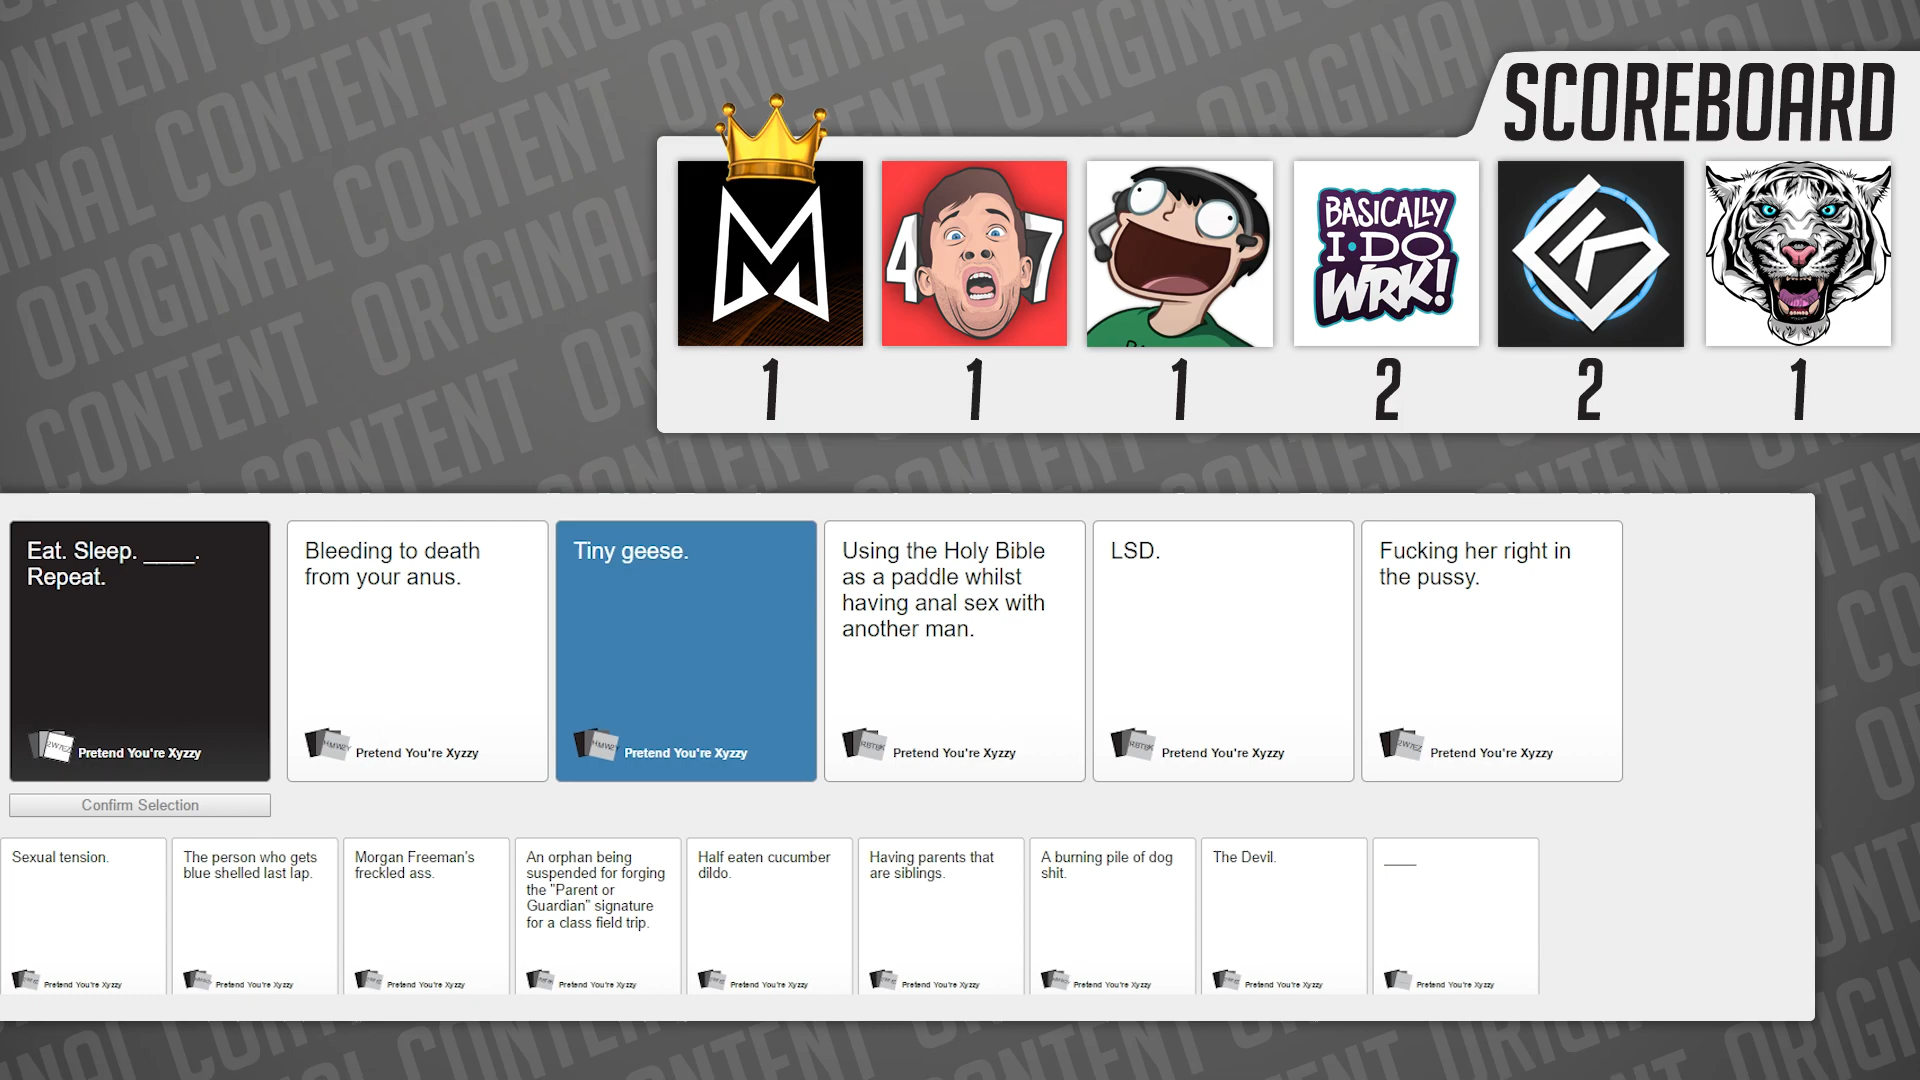 ORIGINAL CONTENT
SCOREBOARD
4 7
BASICALLY
I DO
WRK!
1
1
1
2
2
1
Eat. Sleep. ____.
Repeat.
Pretend You're Xyzzy
Bleeding to death
from your anus.
Pretend You're Xyzzy
Tiny geese.
Pretend You're Xyzzy
Using the Holy Bible
as a paddle whilst
having anal sex with
another man.
Pretend You're Xyzzy
LSD.
Pretend You're Xyzzy
Fucking her right in
the pussy.
Pretend You're Xyzzy
Confirm Selection
Sexual tension.
Pretend You're Xyzzy
The person who gets
blue shelled last lap.
Pretend You're Xyzzy
Morgan Freeman's
freckled ass.
Pretend You're Xyzzy
An orphan being
suspended for forging
the "Parent or
Guardian" signature
for a class field trip.
Pretend You're Xyzzy
Half eaten cucumber
dildo.
Pretend You're Xyzzy
Having parents that
are siblings.
Pretend You're Xyzzy
A burning pile of dog
shit.
Pretend You're Xyzzy
The Devil.
Pretend You're Xyzzy
____
Pretend You're Xyzzy